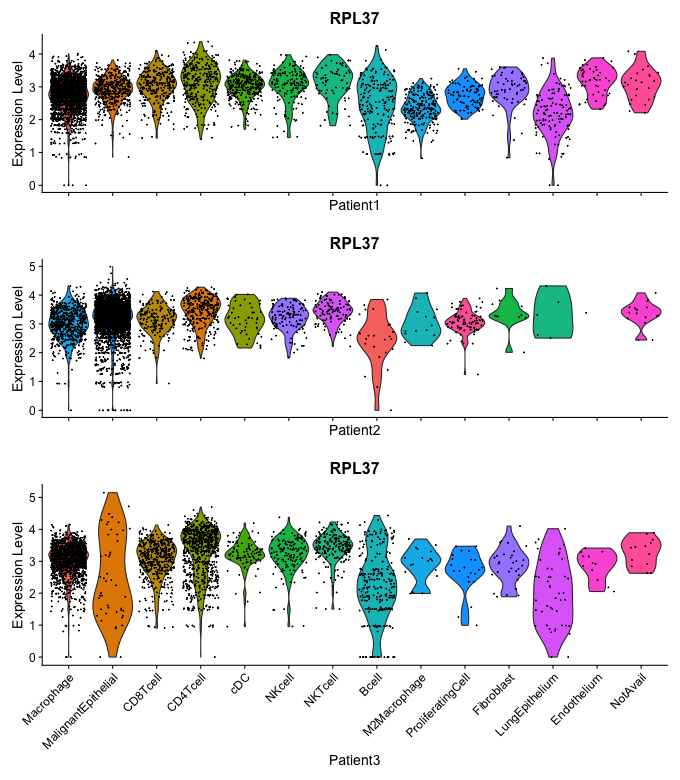 RPL37
Expression Level
4
3
2
1
0
Patient1
RPL37
Expression Level
5
4
3
2
1
0
Patient2
RPL37
Expression Level
5
4
3
2
1
0
Macrophage
MalignantEpithelial
CD8Tcell
CD4Tcell
cDC
NKcell
NKTcell
Bcell
M2Macrophage
ProliferatingCell
Fibroblast
LungEpithelium
Endothelium
NotAvail
Patient3